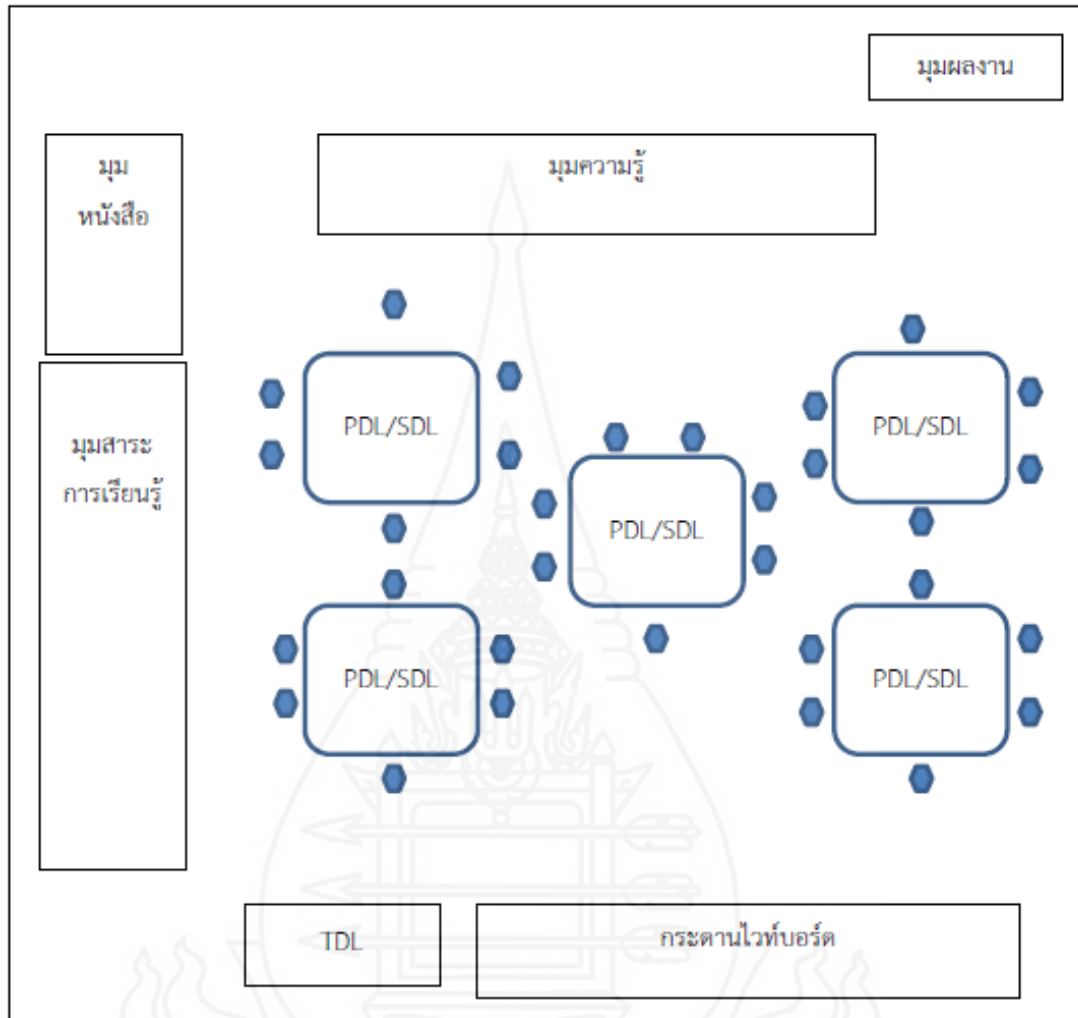 มุมผลงาน
มุม
หนังสือ
มุมความรู้
มุมสาระ
การเรียนรู้
PDL/SDL
PDL/SDL
PDL/SDL
PDL/SDL
PDL/SDL
TDL
กระดานไวท์บอร์ด